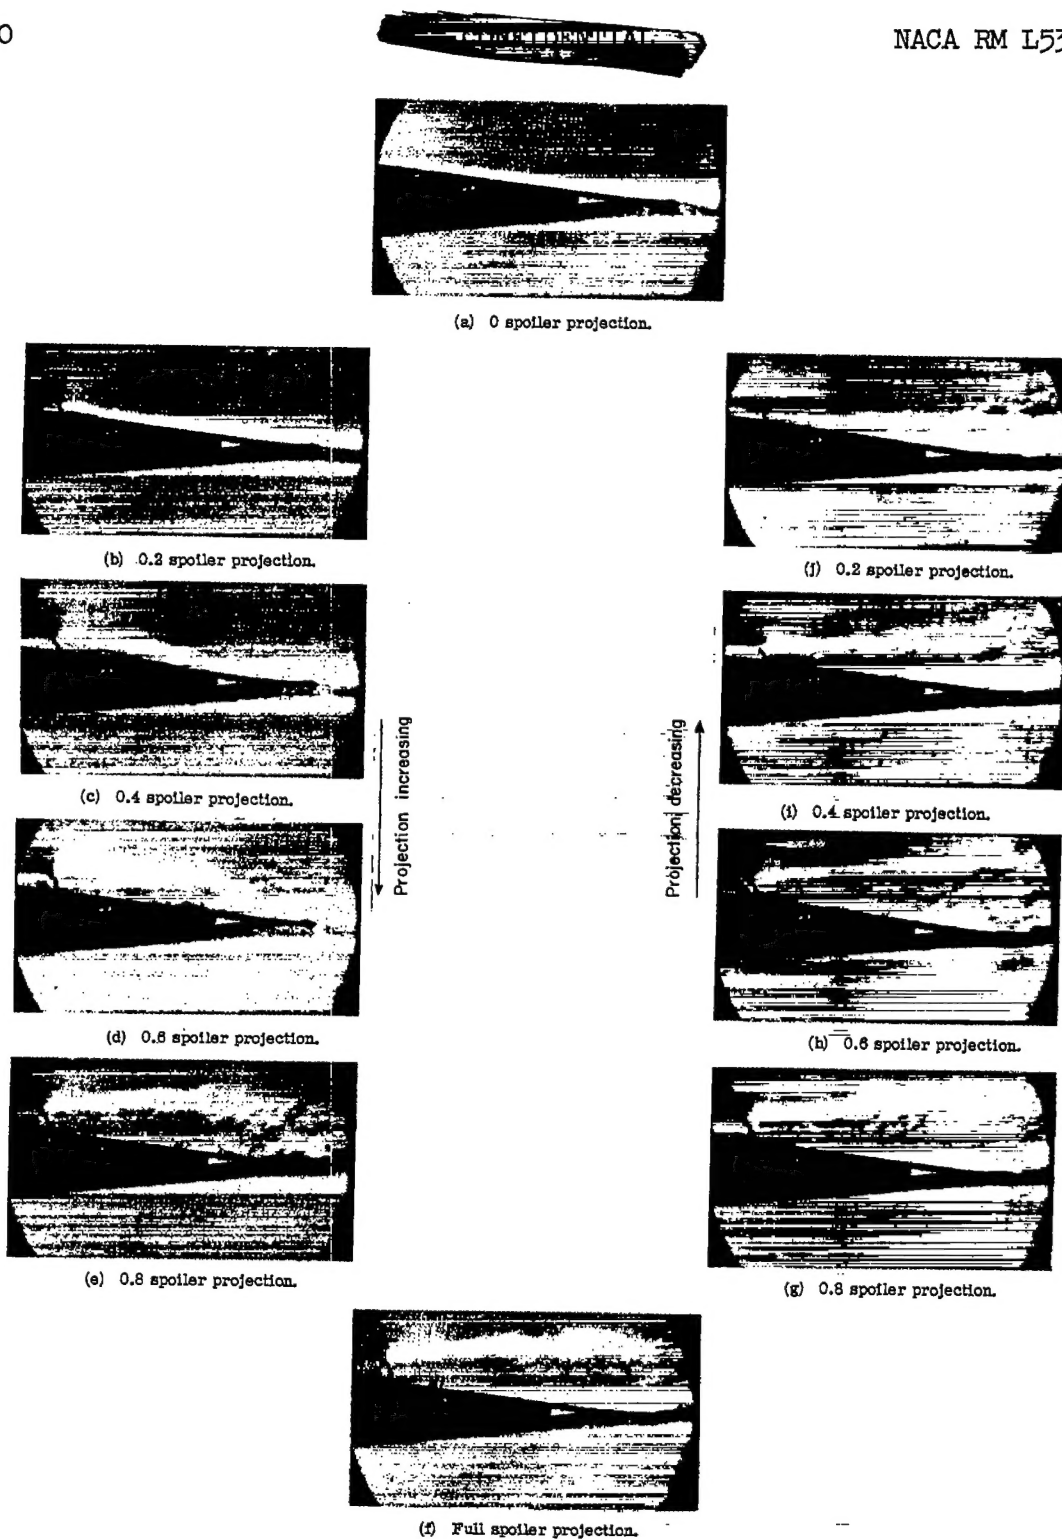 0
CONFIDENTIAL
NACA RM L53
(a) 0 spoiler projection.
(b) 0.2 spoiler projection.
(j) 0.2 spoiler projection.
(c) 0.4 spoiler projection.
(i) 0.4 spoiler projection.
Projection increasing
Projection decreasing
(d) 0.6 spoiler projection.
(h) 0.6 spoiler projection.
(e) 0.8 spoiler projection.
(g) 0.8 spoiler projection.
(f) Full spoiler projection.